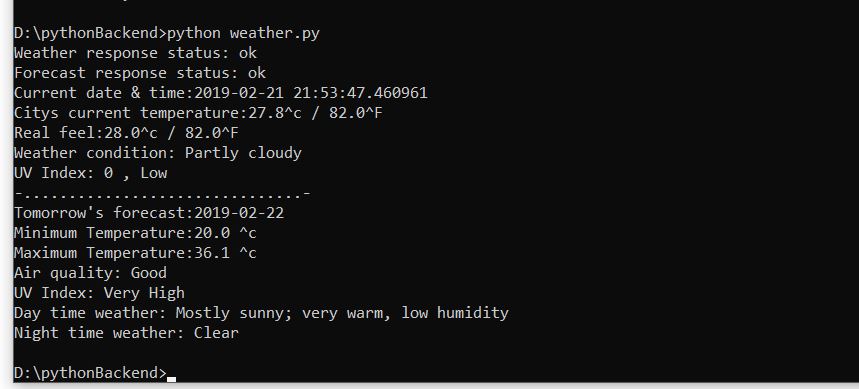 D:\pythonBackend>python weather.py
Weather response status: ok
Forecast response status: ok
Current date & time:2019-02-21 21:53:47.460961
Citys current temperature:27.8^c / 82.0^F
Real feel:28.0^c / 82.0^F
Weather condition: Partly cloudy
UV Index: 0 , Low
-...............................-
Tomorrow's forecast:2019-02-22
Minimum Temperature:20.0 ^c
Maximum Temperature:36.1 ^c
Air quality: Good
UV Index: Very High
Day time weather: Mostly sunny; very warm, low humidity
Night time weather: Clear
D:\pythonBackend>